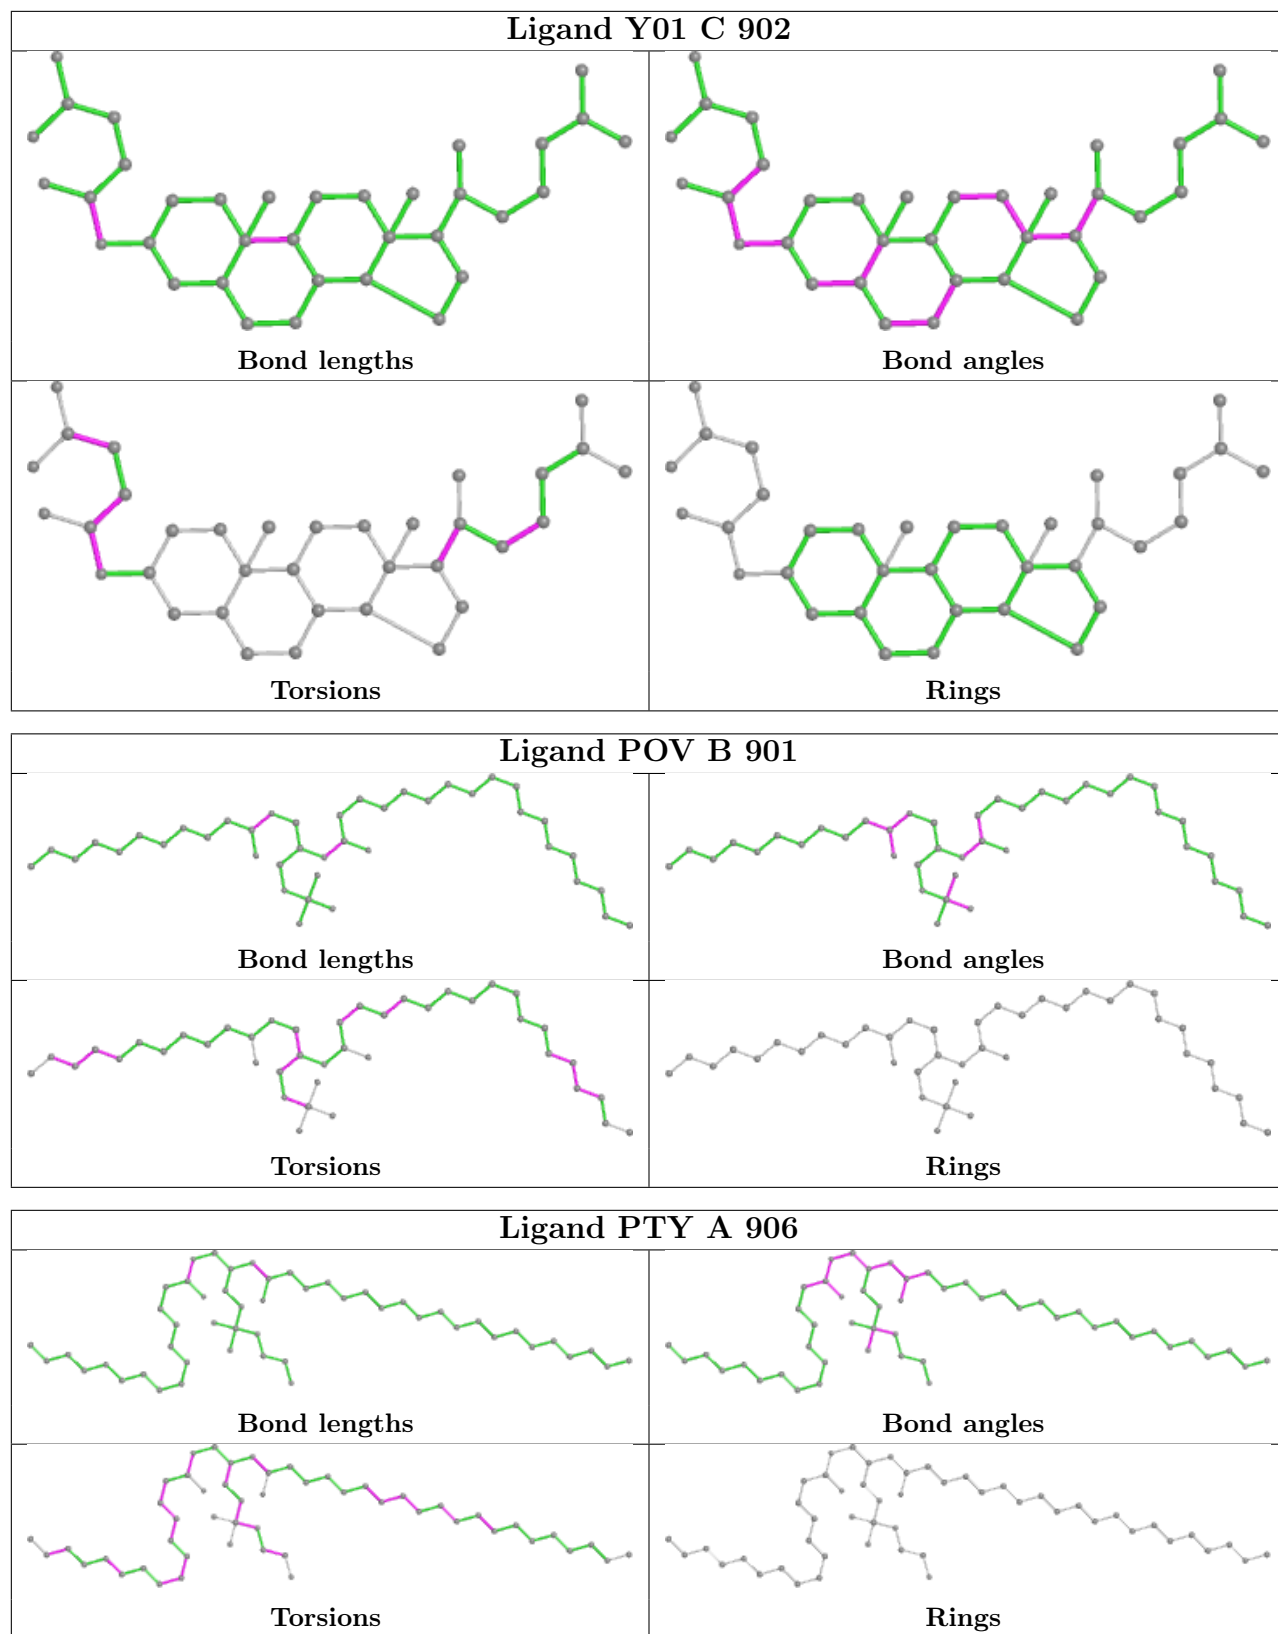 Ligand Y01 C 902
Bond lengths
Bond angles
Torsions
Rings
Ligand POV B 901
Bond lengths
Bond angles
Torsions
Rings
Ligand PTY A 906
Bond lengths
Bond angles
Torsions
Rings